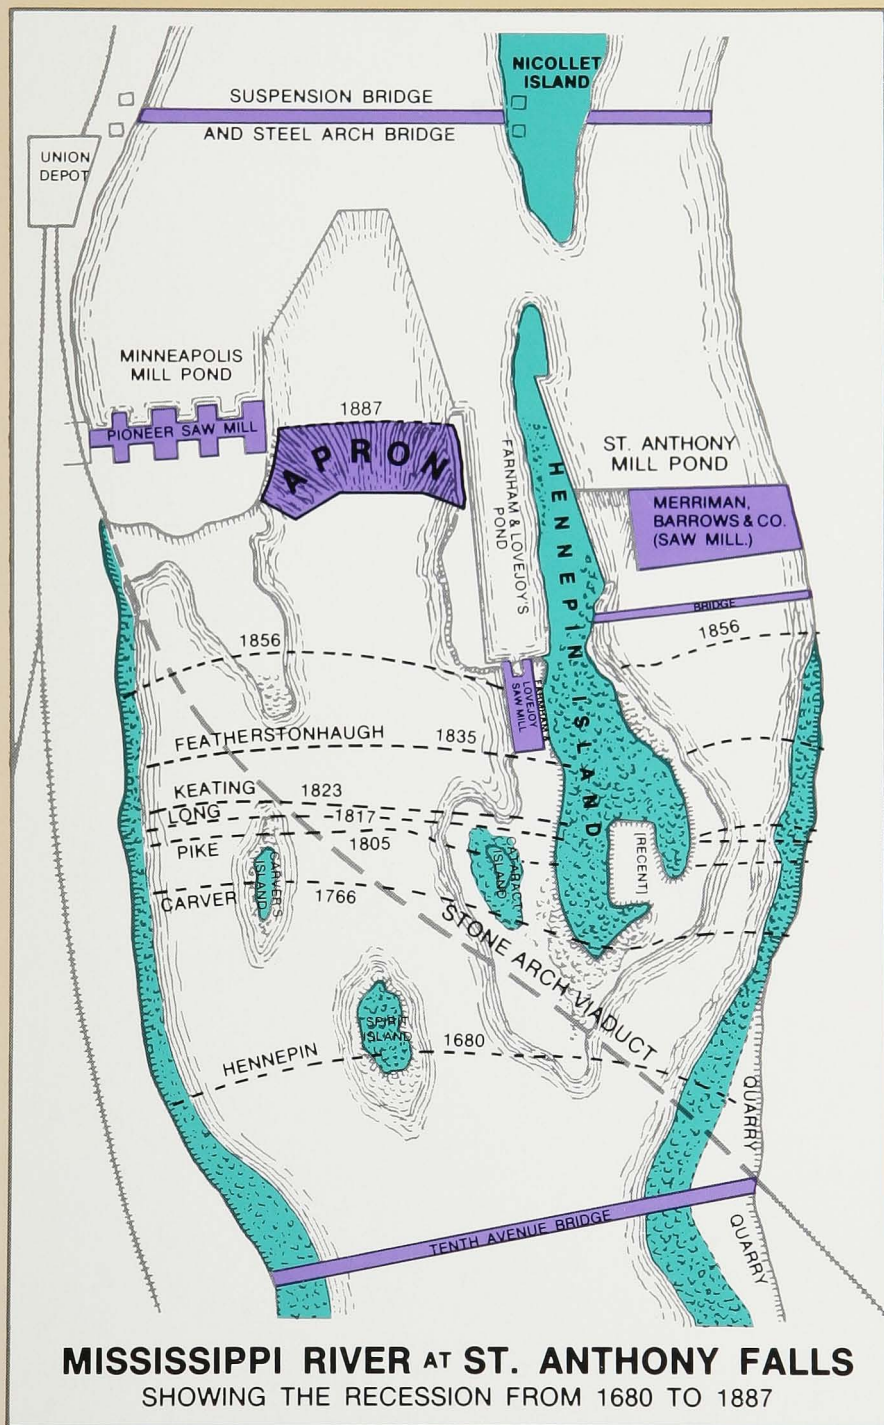 NICOLLET
ISLAND
SUSPENSION BRIDGE
AND STEEL ARCH BRIDGE
UNION
DEPOT
MINNEAPOLIS
MILL POND
PIONEER SAW MILL
1887
APRON
FARNHAM & LOVEJOY'S
POND
HENNEPIN ISLAND
ST. ANTHONY
MILL POND
MERRIMAN,
BARROWS & CO.
(SAW MILL.)
BRIDGE
1856
1856
FARNHAM &
LOVEJOY
SAW MILL
FEATHERSTONHAUGH 1835
KEATING 1823
LONG 1817
PIKE 1805
CARVER 1766
CARVER'S
ISLAND
CATARACT
ISLAND
(RECENT)
STONE ARCH VIADUCT
SPIRIT
ISLAND
HENNEPIN 1680
QUARRY
TENTH AVENUE BRIDGE
QUARRY
MISSISSIPPI RIVER AT ST. ANTHONY FALLS
SHOWING THE RECESSION FROM 1680 TO 1887